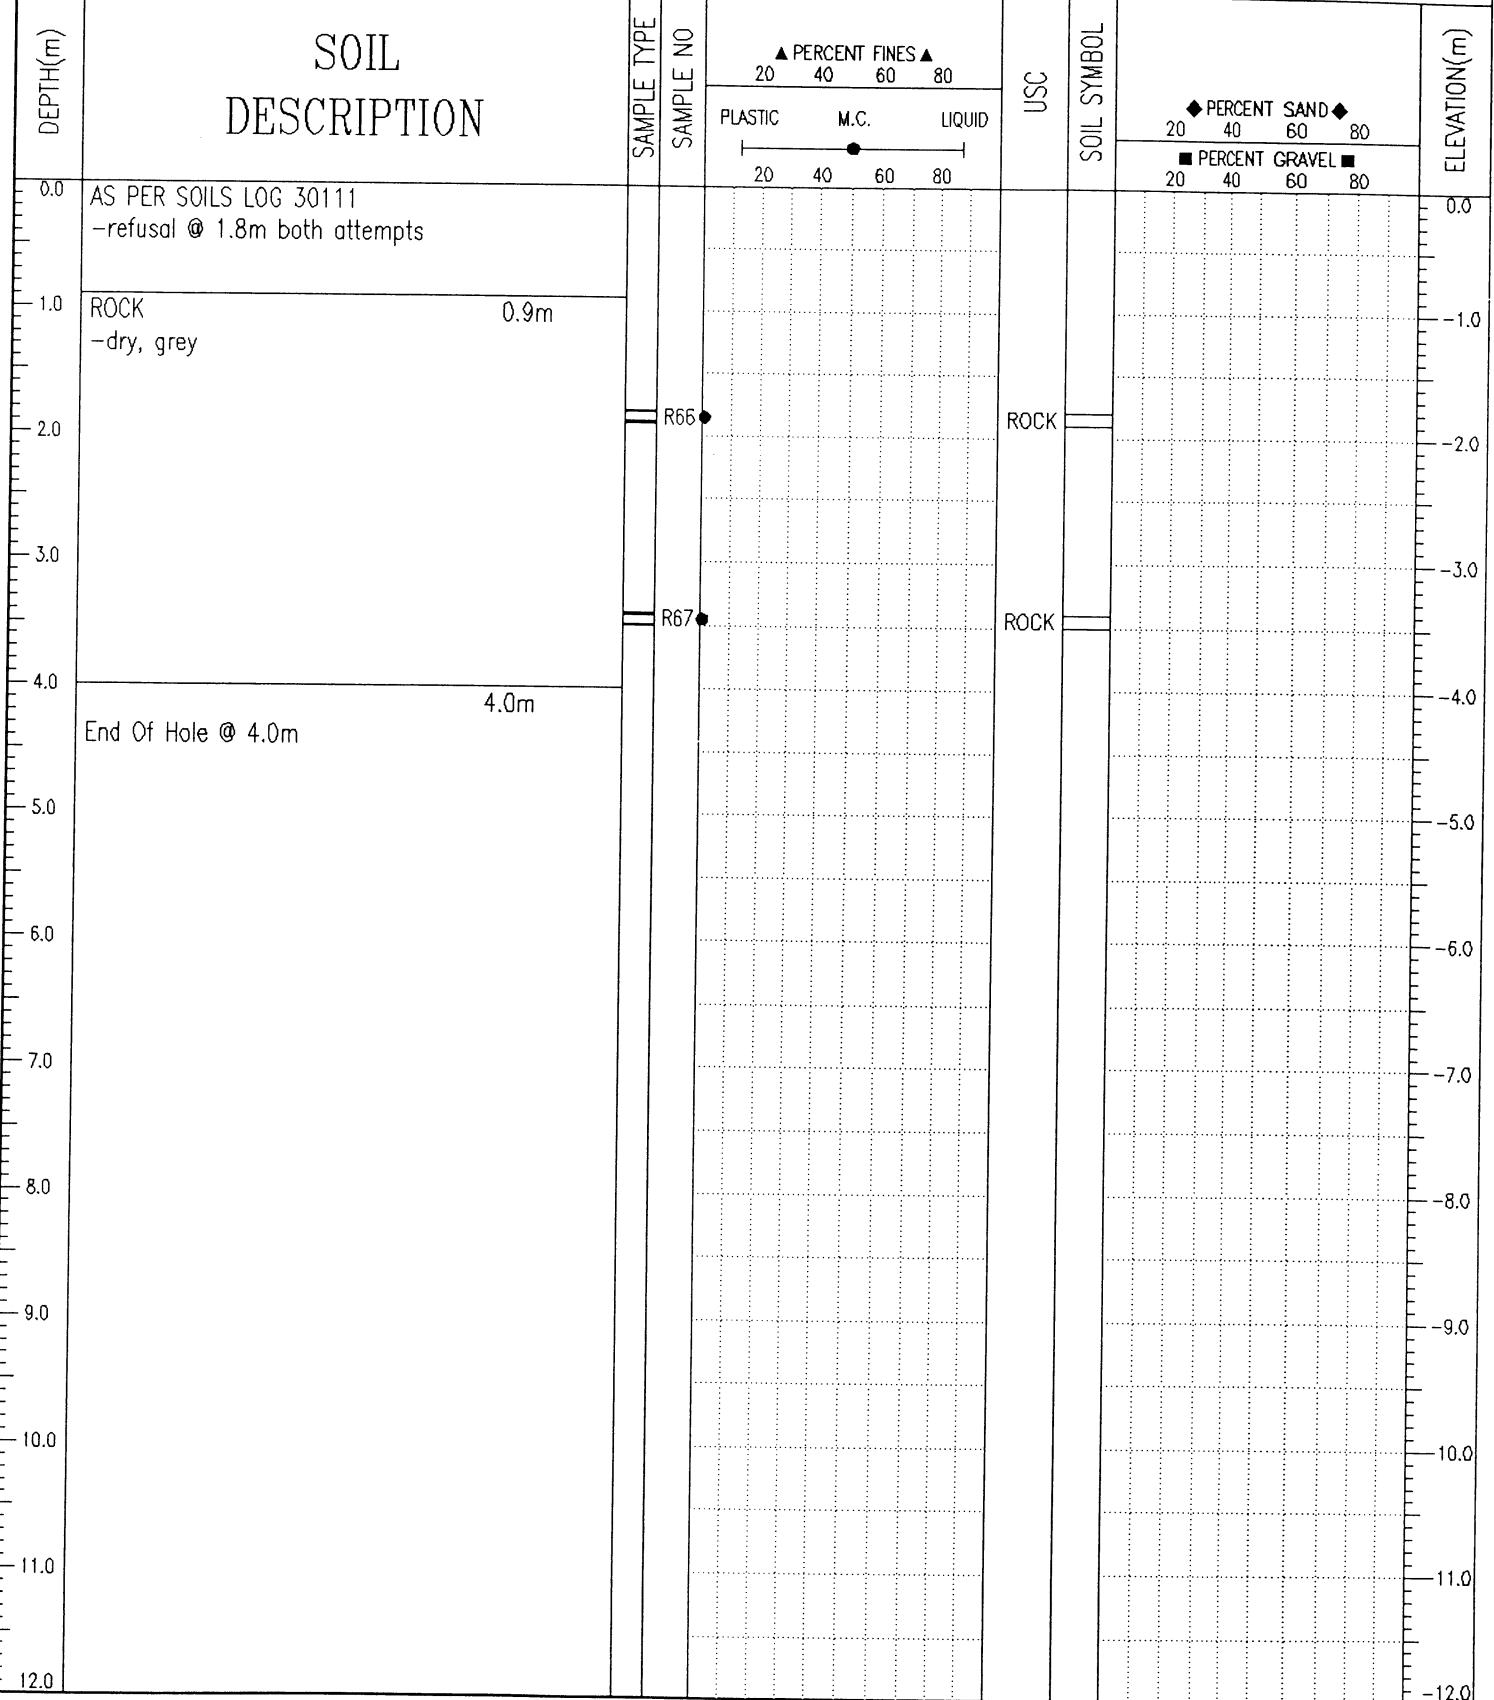 DEPTH(m)
SOIL
DESCRIPTION
SAMPLE TYPE
SAMPLE NO
▲ PERCENT FINES ▲
20 40 60 80
PLASTIC M.C. LIQUID
20 40 60 80
USC
SOIL SYMBOL
◆ PERCENT SAND ◆
20 40 60 80
■ PERCENT GRAVEL ■
20 40 60 80
ELEVATION(m)
0.0
1.0
2.0
3.0
4.0
5.0
6.0
7.0
8.0
9.0
10.0
11.0
12.0
AS PER SOILS LOG 30111
-refusal @ 1.8m both attempts
ROCK 0.9m
-dry, grey
4.0m
End Of Hole @ 4.0m
R66
R67
ROCK
ROCK
0.0
-1.0
-2.0
-3.0
-4.0
-5.0
-6.0
-7.0
-8.0
-9.0
-10.0
-11.0
-12.0